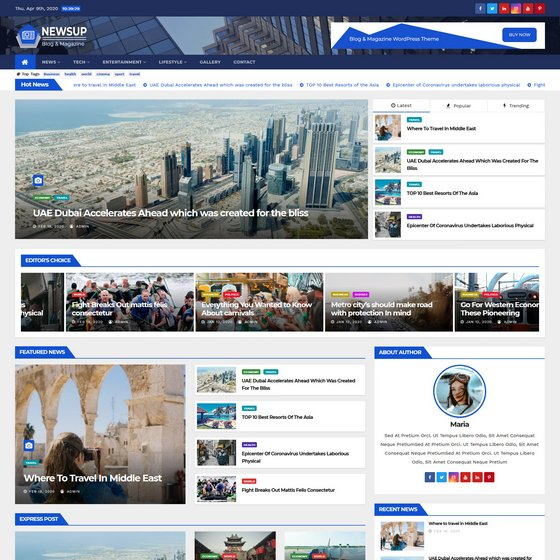 Thu, Apr 9th, 2020 10:39:29
NEWSUP
Blog & Magazine
Blog & Magazine WordPress Theme
BUY NOW
NEWS
TECH
ENTERTAINMENT
LIFESTYLE
GALLERY
CONTACT
Top Tags
Business health world cinema sport travel
Hot News
re to travel in Middle East
UAE Dubai Accelerates Ahead which was created for the bliss
TOP 10 Best Resorts of the Asia
Epicenter of Coronavirus undertakes laborious physical
Fight
ECONOMY TRAVEL
UAE Dubai Accelerates Ahead which was created for the bliss
FEB 18, 2020 ADMIN
Latest
Popular
Trending
TRAVEL
Where To Travel In Middle East
ECONOMY TRAVEL
UAE Dubai Accelerates Ahead Which Was Created For The
Bliss
TRAVEL
TOP 10 Best Resorts Of The Asia
HEALTH
Epicenter Of Coronavirus Undertakes Laborious Physical
EDITOR'S CHOICE
s
hysical
WORLD
Fight Breaks Out mattis felis
consectetur
FEB 18, 2020 ADMIN
BUSINESS POLITICS
Everything You Wanted to Know
About carnivals
JAN 12, 2020 ADMIN
BUSINESS
Metro city's should make road
with protection In mind
JAN 12, 2020 ADMIN
BUSINESS POLITICS
Go For Western Econor
These Pioneering
JAN 12, 2020 ADMIN
FEATURED NEWS
TRAVEL
Where To Travel In Middle East
FEB 18, 2020 ADMIN
ECONOMY TRAVEL
UAE Dubai Accelerates Ahead Which Was Created
For The Bliss
TRAVEL
TOP 10 Best Resorts Of The Asia
HEALTH
Epicenter Of Coronavirus Undertakes Laborious
Physical
WORLD
Fight Breaks Out Mattis Felis Consectetur
ABOUT AUTHOR
Maria
Sed At Pretium Orci. Ut Tempus Libero Odio, Sit Amet Consequat
Neque PretiumSed At Pretium Orci. Ut Tempus Libero Odio, Sit Amet
Consequat Neque PretiumSed At Pretium Orci. Ut Tempus Libero
Odio, Sit Amet Consequat Neque Pretium
EXPRESS POST
ECONOMY TRAVEL
RECENT NEWS
Where to travel in Middle East
UAE Dubai Accelerates Ahead